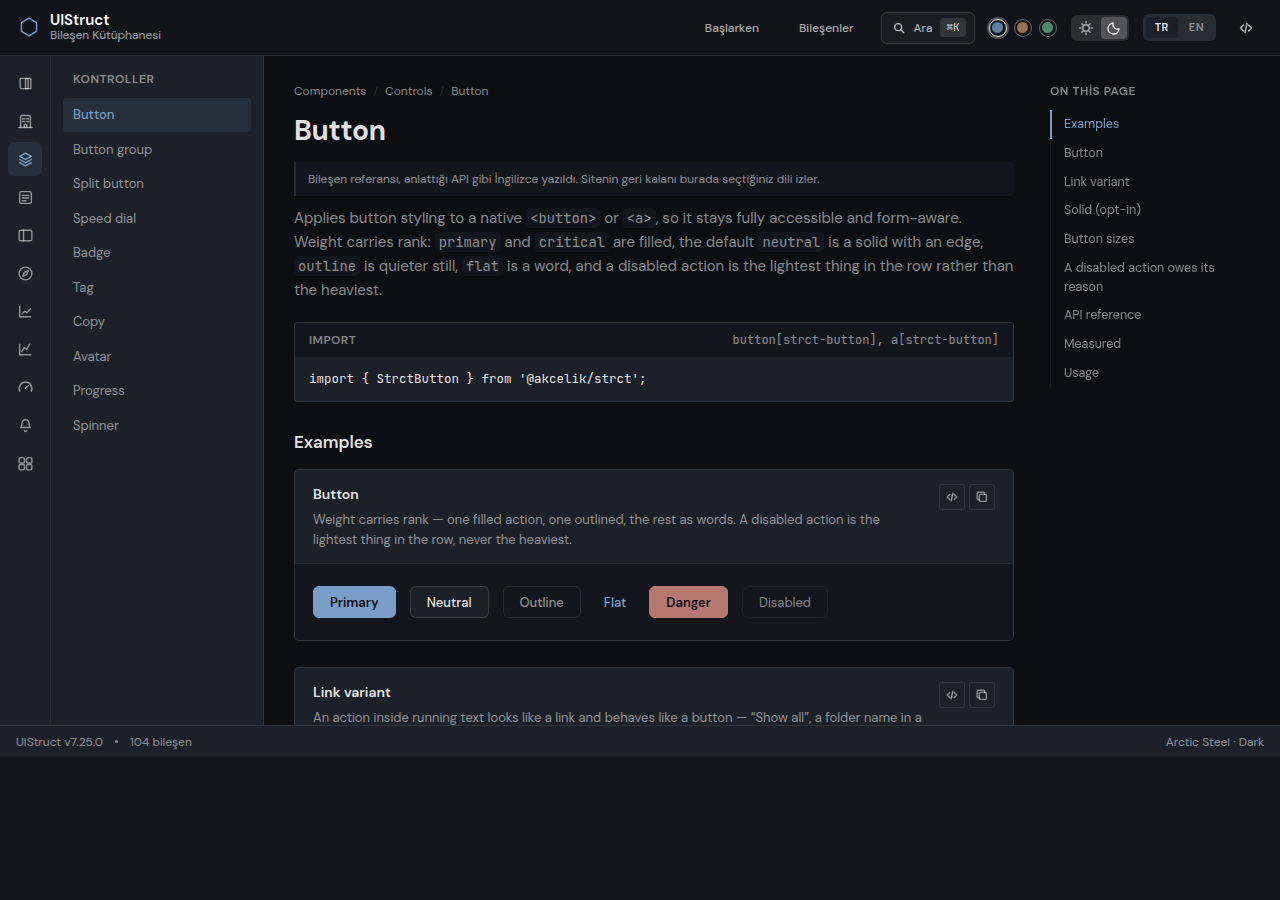 UIStruct
Bileşen Kütüphanesi
Başlarken
Bileşenler
Ara ⌘K
TR EN
KONTROLLER
Button
Button group
Split button
Speed dial
Badge
Tag
Copy
Avatar
Progress
Spinner
Components / Controls / Button
Button
Bileşen referansı, anlattığı API gibi İngilizce yazıldı. Sitenin geri kalanı burada seçtiğiniz dili izler.
Applies button styling to a native <button> or <a>, so it stays fully accessible and form-aware.
Weight carries rank: primary and critical are filled, the default neutral is a solid with an edge,
outline is quieter still, flat is a word, and a disabled action is the lightest thing in the row rather than
the heaviest.
IMPORT button[strct-button], a[strct-button]
import { StrctButton } from '@akcelik/strct';
Examples
Button
Weight carries rank — one filled action, one outlined, the rest as words. A disabled action is the
lightest thing in the row, never the heaviest.
Primary Neutral Outline Flat Danger Disabled
Link variant
An action inside running text looks like a link and behaves like a button — “Show all”, a folder name in a
ON THİS PAGE
Examples
Button
Link variant
Solid (opt-in)
Button sizes
A disabled action owes its
reason
API reference
Measured
Usage
UIStruct v7.25.0 • 104 bileşen
Arctic Steel · Dark